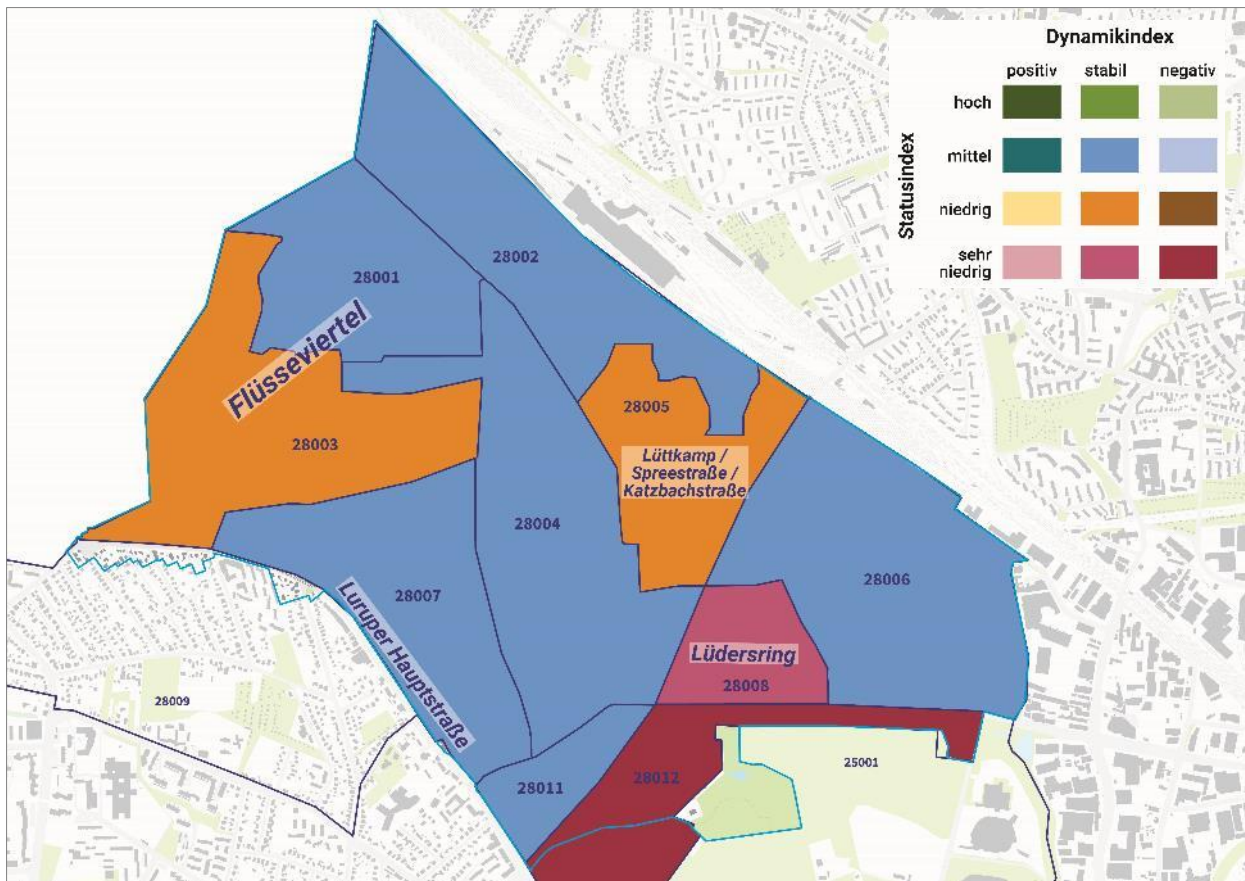 Dynamikindex
positiv stabil negativ
Statusindex
hoch
mittel
niedrig
sehr
niedrig
28002
28001
Flüsseviertel
28005
28003
Lüttkamp /
Spreestraße /
Katzbachstraße
28004
28006
28007
Luruper Hauptstraße
Lüdersring
28008
28009
25001
28012
28011